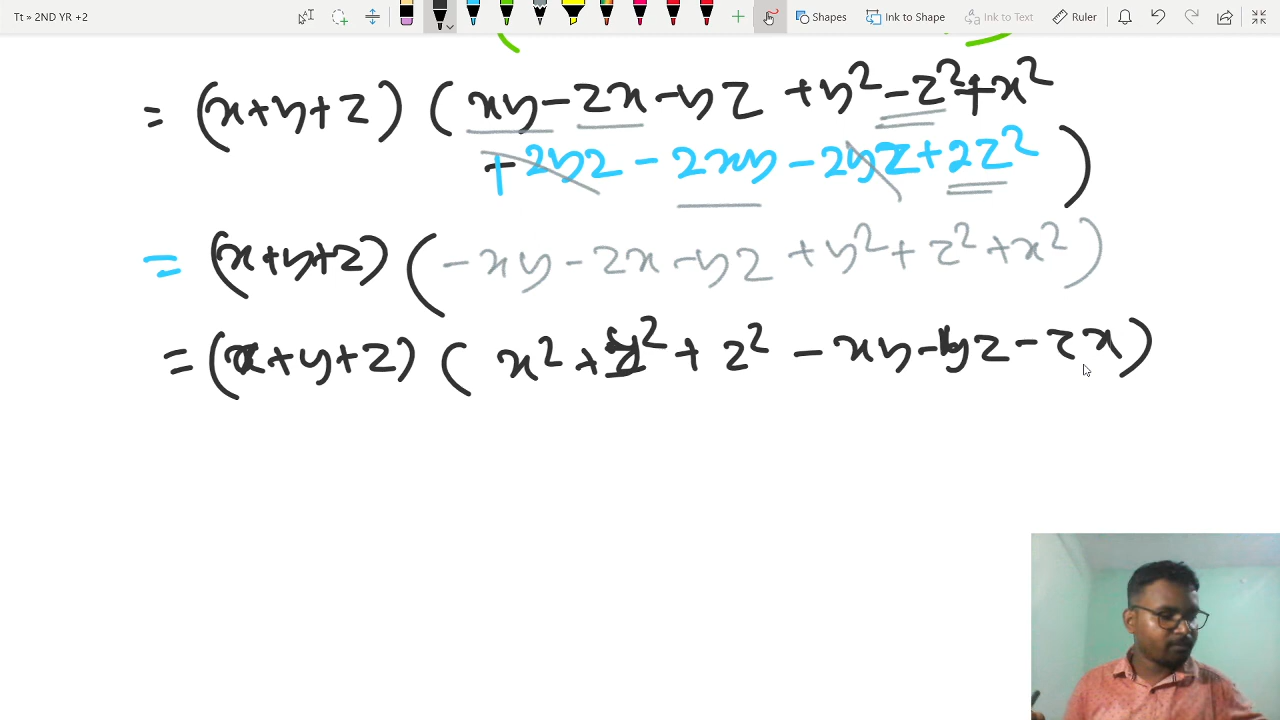 Tt » 2ND YR +2
Shapes Ink to Shape Ink to Text Ruler
= (x+y+z) (xy-zx-yz +y²-z²+x²
+2yz - 2xy - 2yz+2z²)
= (x+y+z) (-xy-zx-yz +y²+z²+x²)
= (x+y+z) (x²+y²+z² -xy-yz-zx)